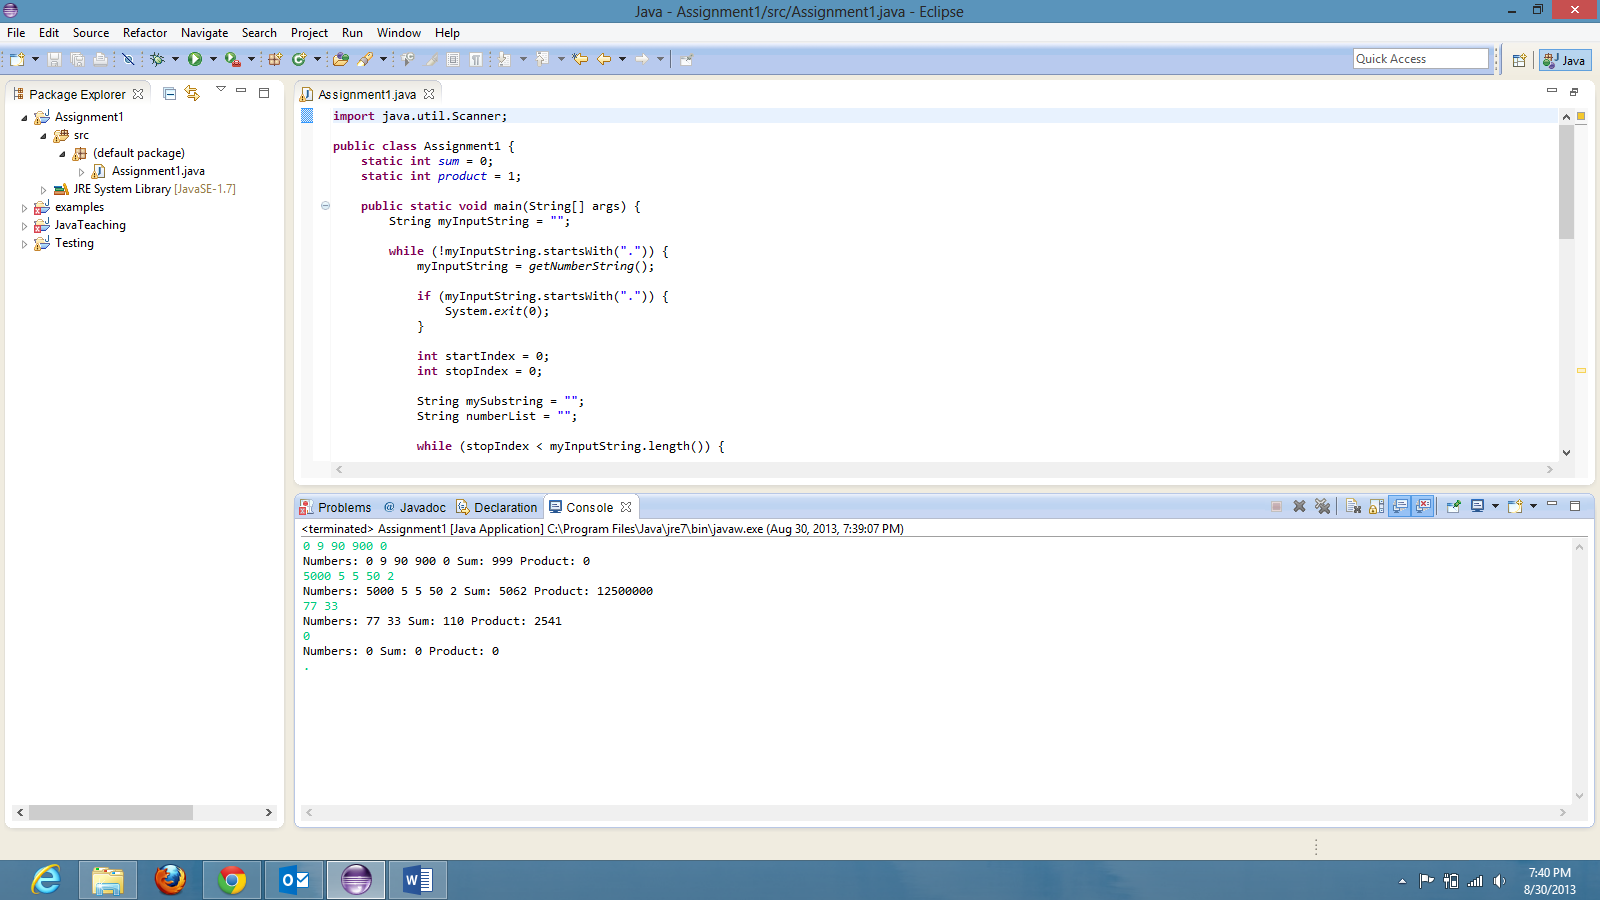 Java - Assignment1/src/Assignment1.java - Eclipse
File Edit Source Refactor Navigate Search Project Run Window Help
Quick Access
Java
Package Explorer
Assignment1
src
(default package)
Assignment1.java
JRE System Library [JavaSE-1.7]
examples
JavaTeaching
Testing
Assignment1.java
import java.util.Scanner;
public class Assignment1 {
static int sum = 0;
static int product = 1;
public static void main(String[] args) {
String myInputString = "";
while (!myInputString.startsWith(".")) {
myInputString = getNumberString();
if (myInputString.startsWith(".")) {
System.exit(0);
}
int startIndex = 0;
int stopIndex = 0;
String mySubstring = "";
String numberList = "";
while (stopIndex < myInputString.length()) {
Problems @ Javadoc Declaration Console
<terminated> Assignment1 [Java Application] C:\Program Files\Java\jre7\bin\javaw.exe (Aug 30, 2013, 7:39:07 PM)
0 9 90 900 0
Numbers: 0 9 90 900 0 Sum: 999 Product: 0
5000 5 5 50 2
Numbers: 5000 5 5 50 2 Sum: 5062 Product: 12500000
77 33
Numbers: 77 33 Sum: 110 Product: 2541
0
Numbers: 0 Sum: 0 Product: 0
.
7:40 PM
8/30/2013